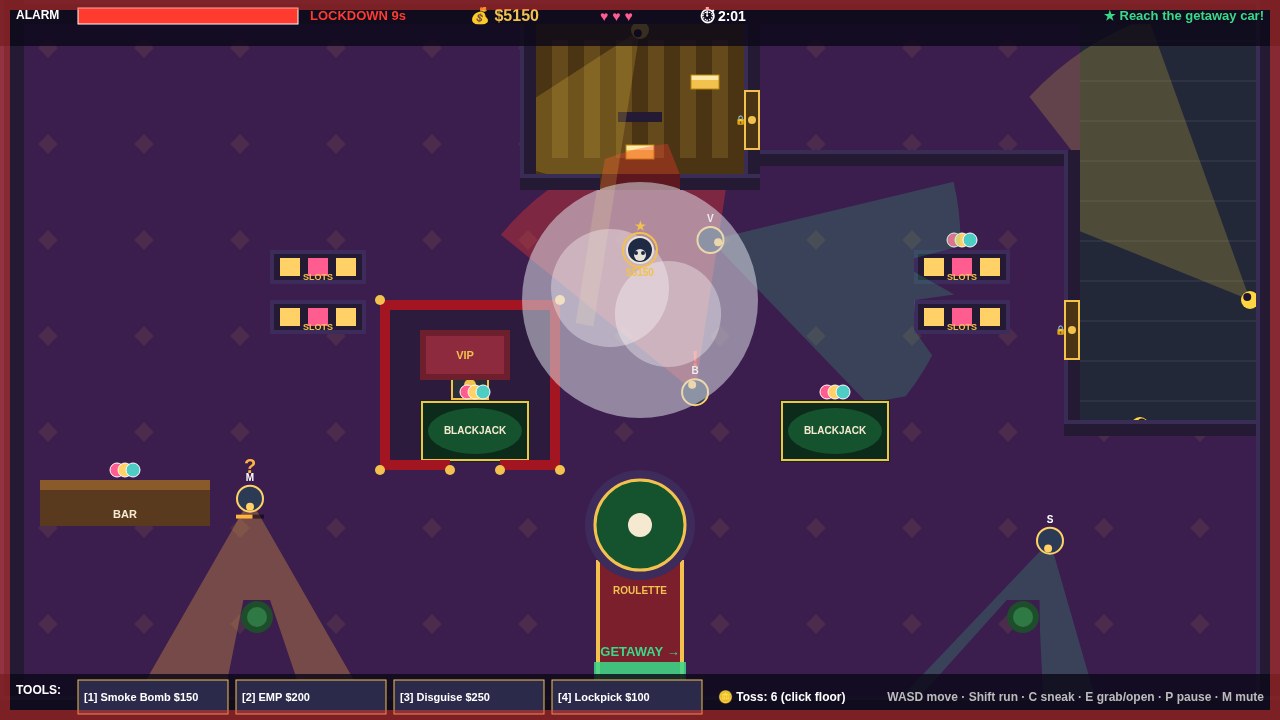 ALARM LOCKDOWN 9s $5150 2:01 ★ Reach the getaway car!
V
SLOTS SLOTS
SLOTS SLOTS
VIP
B
BLACKJACK BLACKJACK
?
M
BAR
S
ROULETTE
GETAWAY →
TOOLS: [1] Smoke Bomb $150 [2] EMP $200 [3] Disguise $250 [4] Lockpick $100 Toss: 6 (click floor) WASD move · Shift run · C sneak · E grab/open · P pause · M mute